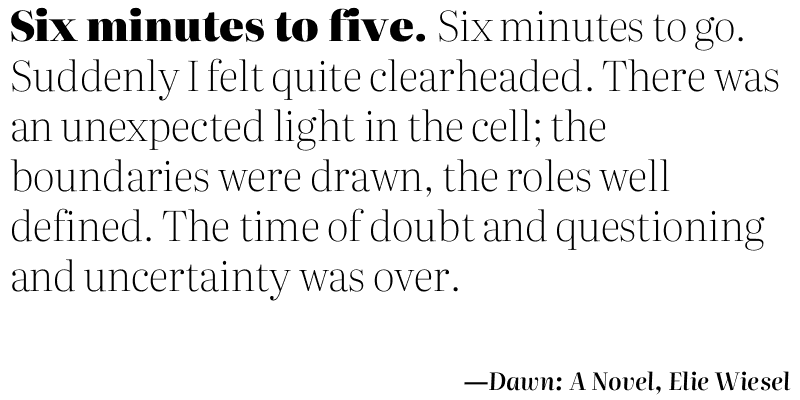 Six minutes to five. Six minutes to go.
Suddenly I felt quite clearheaded. There was
an unexpected light in the cell; the
boundaries were drawn, the roles well
defined. The time of doubt and questioning
and uncertainty was over.
—Dawn: A Novel, Elie Wiesel